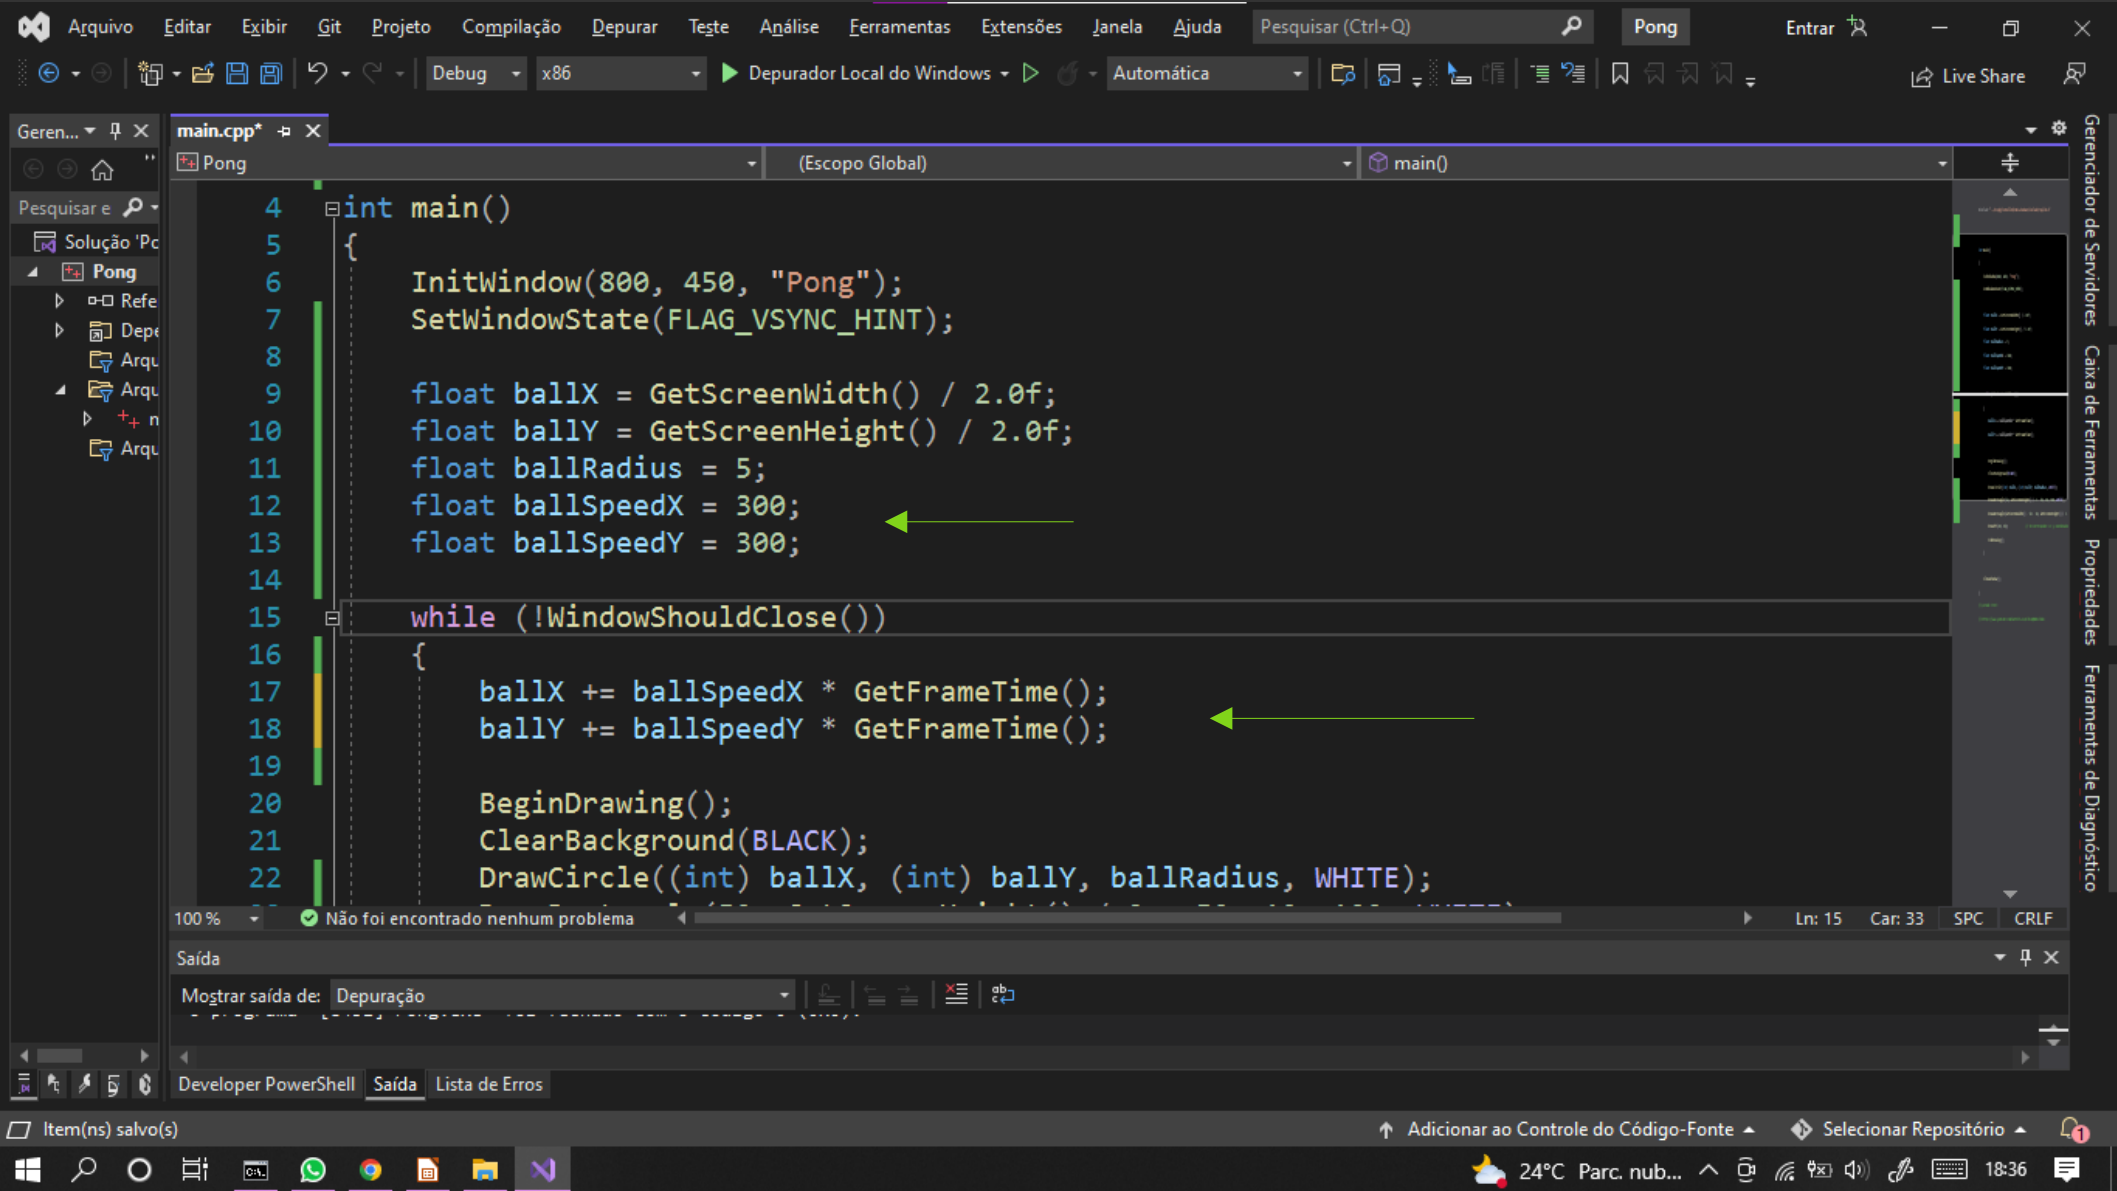 Arquivo Editar Exibir Git Projeto Compilação Depurar Teste Análise Ferramentas Extensões Janela Ajuda Pesquisar (Ctrl+Q) Pong Entrar
Debug x86 Depurador Local do Windows Automática Live Share
Geren... main.cpp*
Pong (Escopo Global) main()
Pesquisar e
Solução 'Po
Pong
Refe
Depe
Arqu
Arqu
Arqu
4 int main()
5 {
6 InitWindow(800, 450, "Pong");
7 SetWindowState(FLAG_VSYNC_HINT);
8
9 float ballX = GetScreenWidth() / 2.0f;
10 float ballY = GetScreenHeight() / 2.0f;
11 float ballRadius = 5;
12 float ballSpeedX = 300;
13 float ballSpeedY = 300;
14
15 while (!WindowShouldClose())
16 {
17 ballX += ballSpeedX * GetFrameTime();
18 ballY += ballSpeedY * GetFrameTime();
19
20 BeginDrawing();
21 ClearBackground(BLACK);
22 DrawCircle((int) ballX, (int) ballY, ballRadius, WHITE);
Gerenciador de Servidores
Caixa de Ferramentas
Propriedades
Ferramentas de Diagnóstico
100 % Não foi encontrado nenhum problema Ln: 15 Car: 33 SPC CRLF
Saída
Mostrar saída de: Depuração
Developer PowerShell Saída Lista de Erros
Item(ns) salvo(s) Adicionar ao Controle do Código-Fonte Selecionar Repositório 1
24°C Parc. nub... 18:36